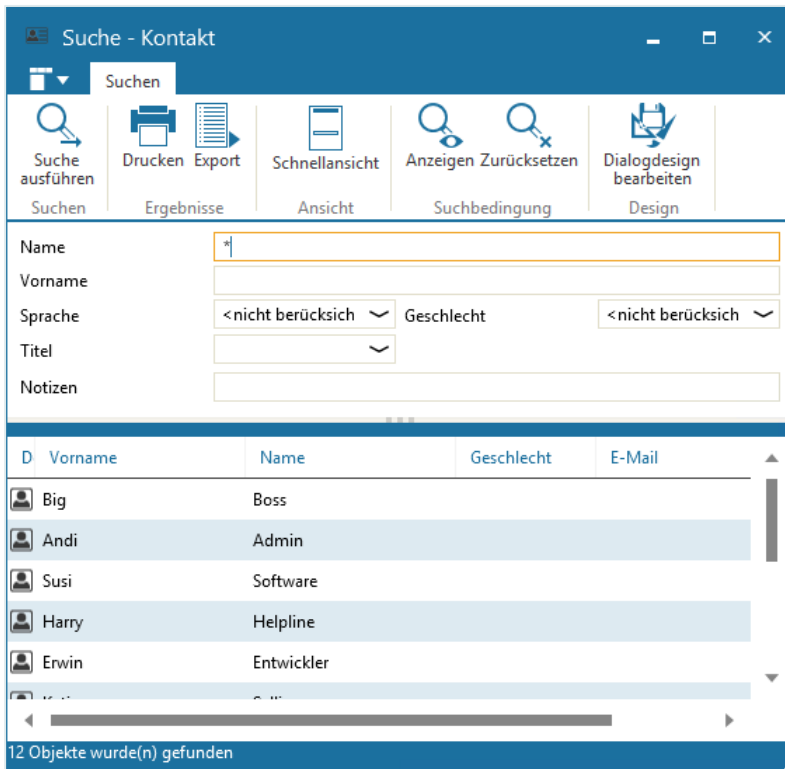 Suche - Kontakt
Suchen
Suche ausführen
Drucken Export
Schnellansicht
Anzeigen Zurücksetzen
Dialogdesign bearbeiten
Suchen Ergebnisse Ansicht Suchbedingung Design
Name *
Vorname
Sprache <nicht berücksich Geschlecht <nicht berücksich
Titel
Notizen
D Vorname Name Geschlecht E-Mail
Big Boss
Andi Admin
Susi Software
Harry Helpline
Erwin Entwickler
12 Objekte wurde(n) gefunden